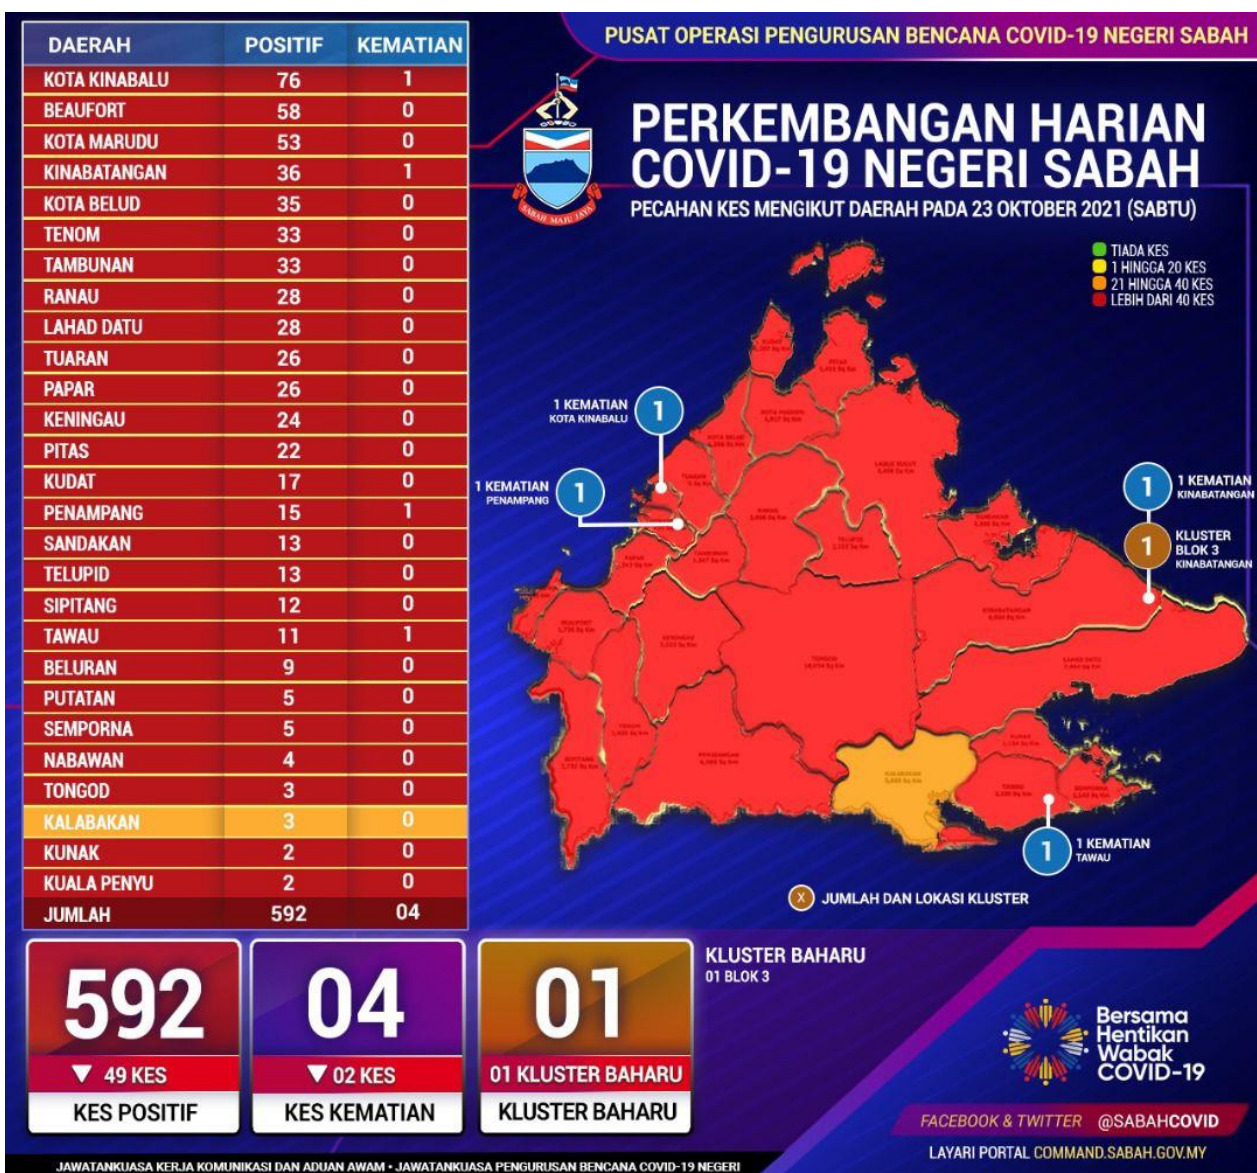 DAERAH POSITIF KEMATIAN
KOTA KINABALU 76 1
BEAUFORT 58 0
KOTA MARUDU 53 0
KINABATANGAN 36 1
KOTA BELUD 35 0
TENOM 33 0
TAMBUNAN 33 0
RANAU 28 0
LAHAD DATU 28 0
TUARAN 26 0
PAPAR 26 0
KENINGAU 24 0
PITAS 22 0
KUDAT 17 0
PENAMPANG 15 1
SANDAKAN 13 0
TELUPID 13 0
SIPITANG 12 0
TAWAU 11 1
BELURAN 9 0
PUTATAN 5 0
SEMPORNA 5 0
NABAWAN 4 0
TONGOD 3 0
KALABAKAN 3 0
KUNAK 2 0
KUALA PENYU 2 0
JUMLAH 592 04
PUSAT OPERASI PENGURUSAN BENCANA COVID-19 NEGERI SABAH
SABAH MAJU JAYA
PERKEMBANGAN HARIAN
COVID-19 NEGERI SABAH
PECAHAN KES MENGIKUT DAERAH PADA 23 OKTOBER 2021 (SABTU)
TIADA KES
1 HINGGA 20 KES
21 HINGGA 40 KES
LEBIH DARI 40 KES
1 KEMATIAN
KOTA KINABALU
1
1 KEMATIAN
PENAMPANG
1
1
1 KEMATIAN
KINABATANGAN
1
KLUSTER
BLOK 3
KINABATANGAN
1
1 KEMATIAN
TAWAU
X JUMLAH DAN LOKASI KLUSTER
592
▼ 49 KES
KES POSITIF
04
▼ 02 KES
KES KEMATIAN
01
01 KLUSTER BAHARU
KLUSTER BAHARU
KLUSTER BAHARU
01 BLOK 3
Bersama
Hentikan
Wabak
COVID-19
FACEBOOK & TWITTER @SABAHCOVID
LAYARI PORTAL COMMAND.SABAH.GOV.MY
JAWATANKUASA KERJA KOMUNIKASI DAN ADUAN AWAM • JAWATANKUASA PENGURUSAN BENCANA COVID-19 NEGERI